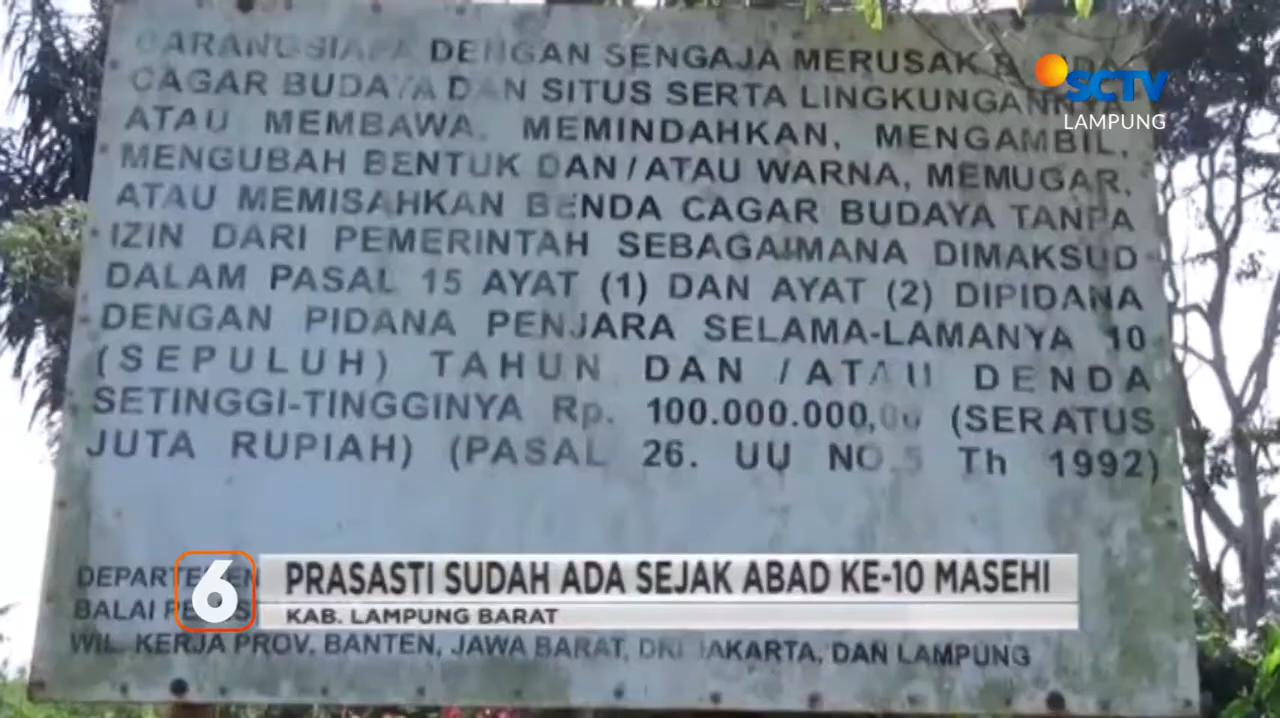 BARANGSIAPA DENGAN SENGAJA MERUSAK BENDA
CAGAR BUDAYA DAN SITUS SERTA LINGKUNGANNYA
ATAU MEMBAWA, MEMINDAHKAN, MENGAMBIL,
MENGUBAH BENTUK DAN/ATAU WARNA, MEMUGAR,
ATAU MEMISAHKAN BENDA CAGAR BUDAYA TANPA
IZIN DARI PEMERINTAH SEBAGAIMANA DIMAKSUD
DALAM PASAL 15 AYAT (1) DAN AYAT (2) DIPIDANA
DENGAN PIDANA PENJARA SELAMA-LAMANYA 10
(SEPULUH) TAHUN DAN /ATAU DENDA
SETINGGI-TINGGINYA Rp. 100.000.000,00 (SERATUS
JUTA RUPIAH) (PASAL 26. UU NO.5 Th 1992)
SCTV
LAMPUNG
6
PRASASTI SUDAH ADA SEJAK ABAD KE-10 MASEHI
KAB. LAMPUNG BARAT
BALAI
WIL. KERJA PROV. BANTEN, JAWA BARAT, DKI JAKARTA, DAN LAMPUNG